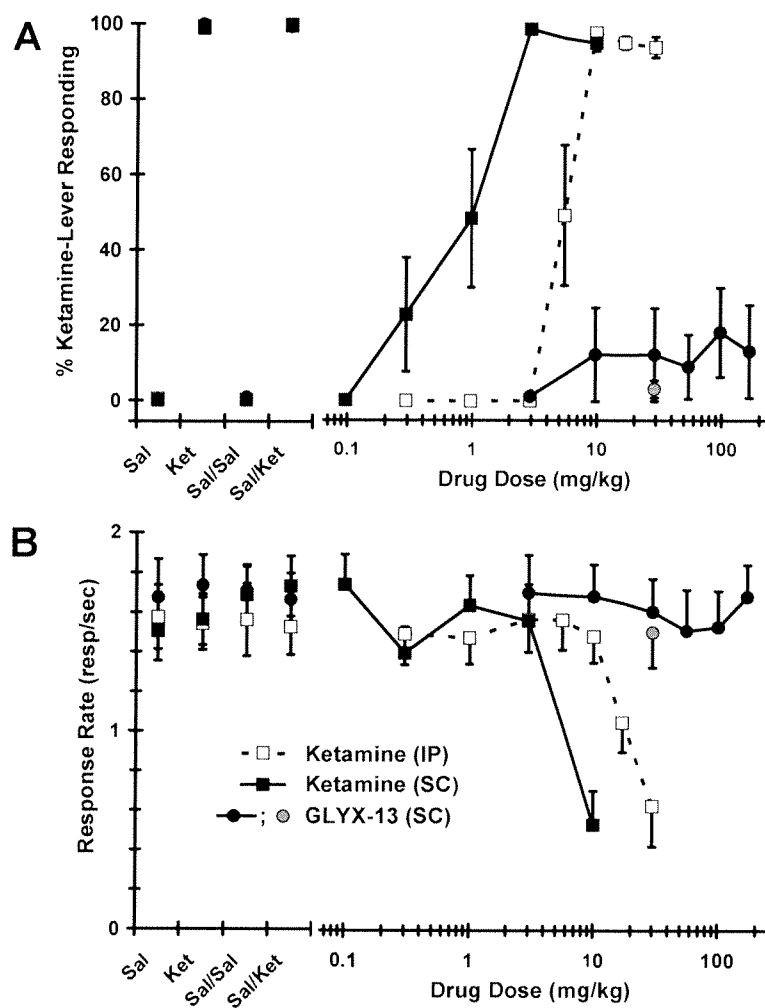 A
% Ketamine-Lever Responding
100
80
60
40
20
0
Sal
Ket
Sal/Sal
Sal/Ket
0.1
1
10
100
Drug Dose (mg/kg)
B
Response Rate (resp/sec)
2
1
0
Ketamine (IP)
Ketamine (SC)
; GLYX-13 (SC)
Sal
Ket
Sal/Sal
Sal/Ket
0.1
1
10
100
Drug Dose (mg/kg)